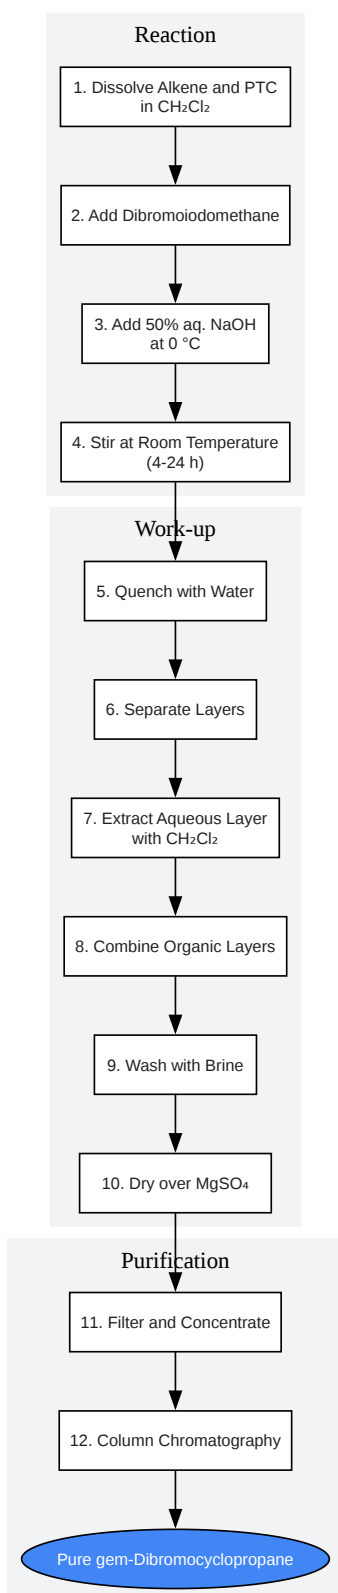 Reaction
1. Dissolve Alkene and PTC
in CH₂Cl₂
2. Add Dibromoiodomethane
3. Add 50% aq. NaOH
at 0 °C
4. Stir at Room Temperature
(4-24 h)
Work-up
5. Quench with Water
6. Separate Layers
7. Extract Aqueous Layer
with CH₂Cl₂
8. Combine Organic Layers
9. Wash with Brine
10. Dry over MgSO₄
Purification
11. Filter and Concentrate
12. Column Chromatography
Pure gem-Dibromocyclopropane